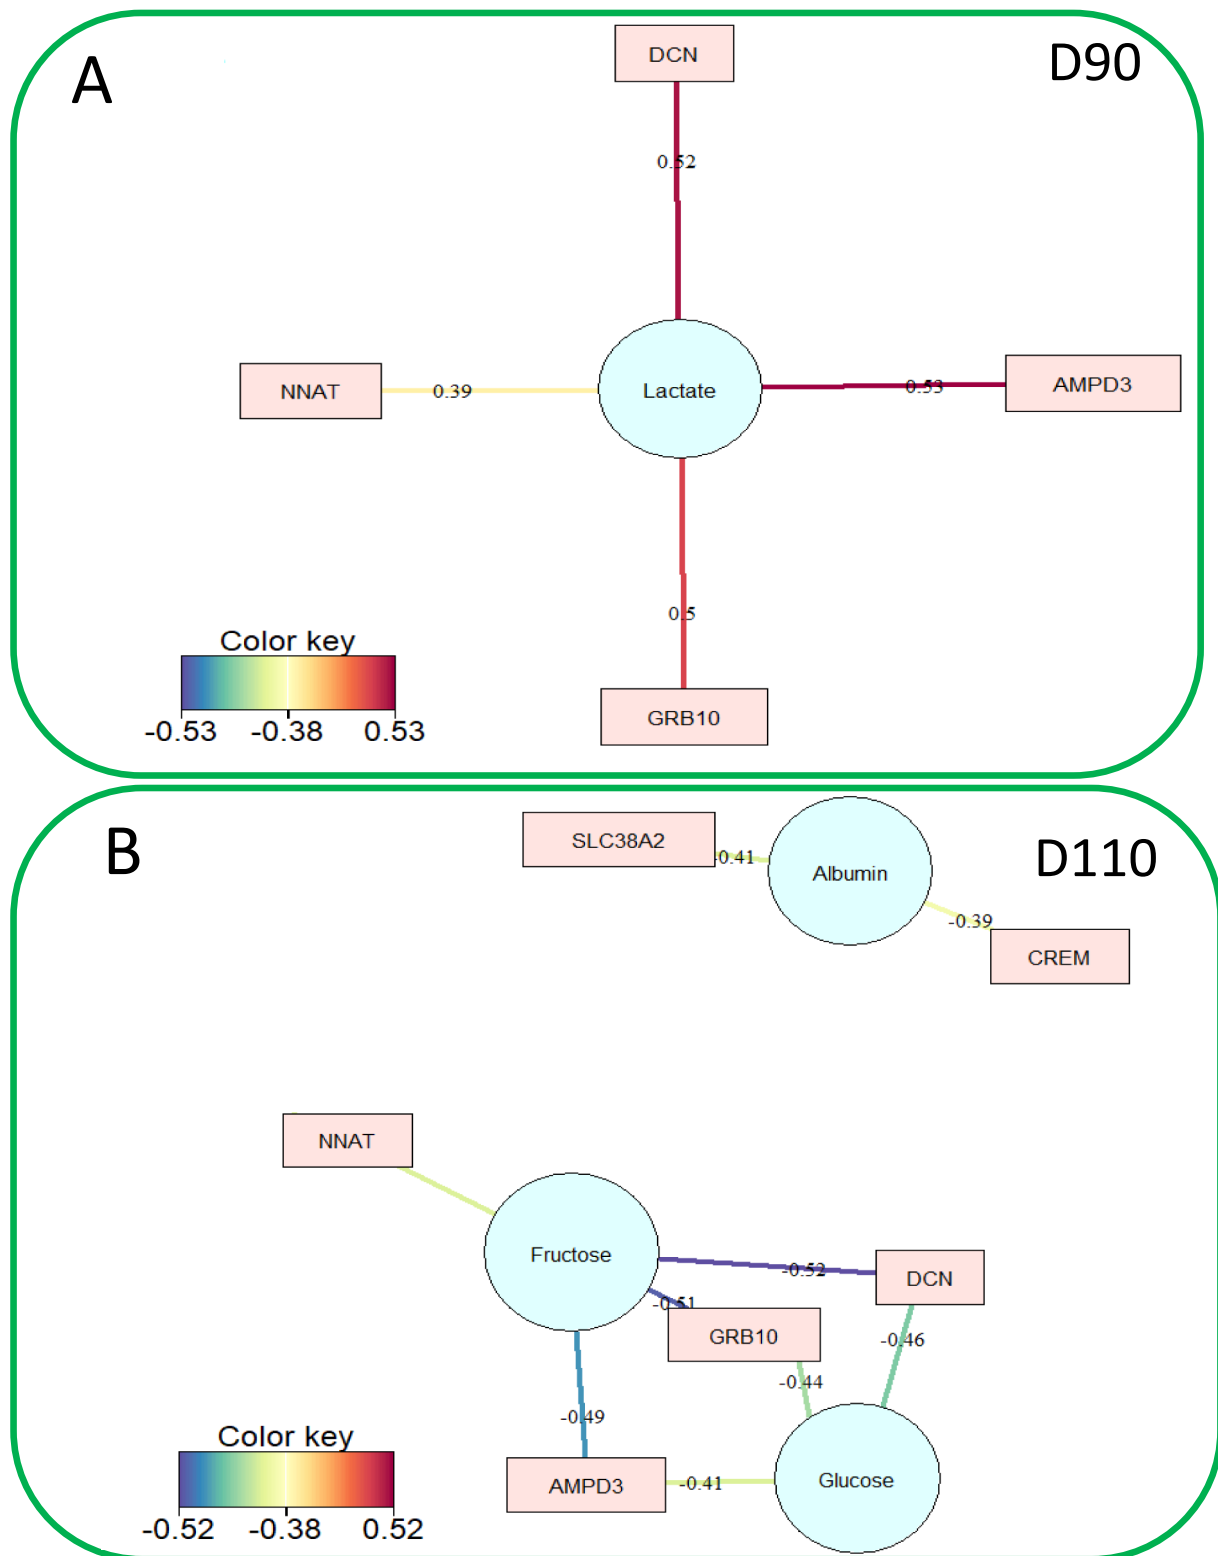 A
D90
DCN
0.52
NNAT
0.39
Lactate
0.53
AMPD3
0.5
GRB10
Color key
-0.53 -0.38 0.53
B
D110
SLC38A2
-0.41
Albumin
-0.39
CREM
NNAT
Fructose
-0.52
DCN
-0.51
GRB10
-0.46
-0.44
-0.49
AMPD3
-0.41
Glucose
Color key
-0.52 -0.38 0.52